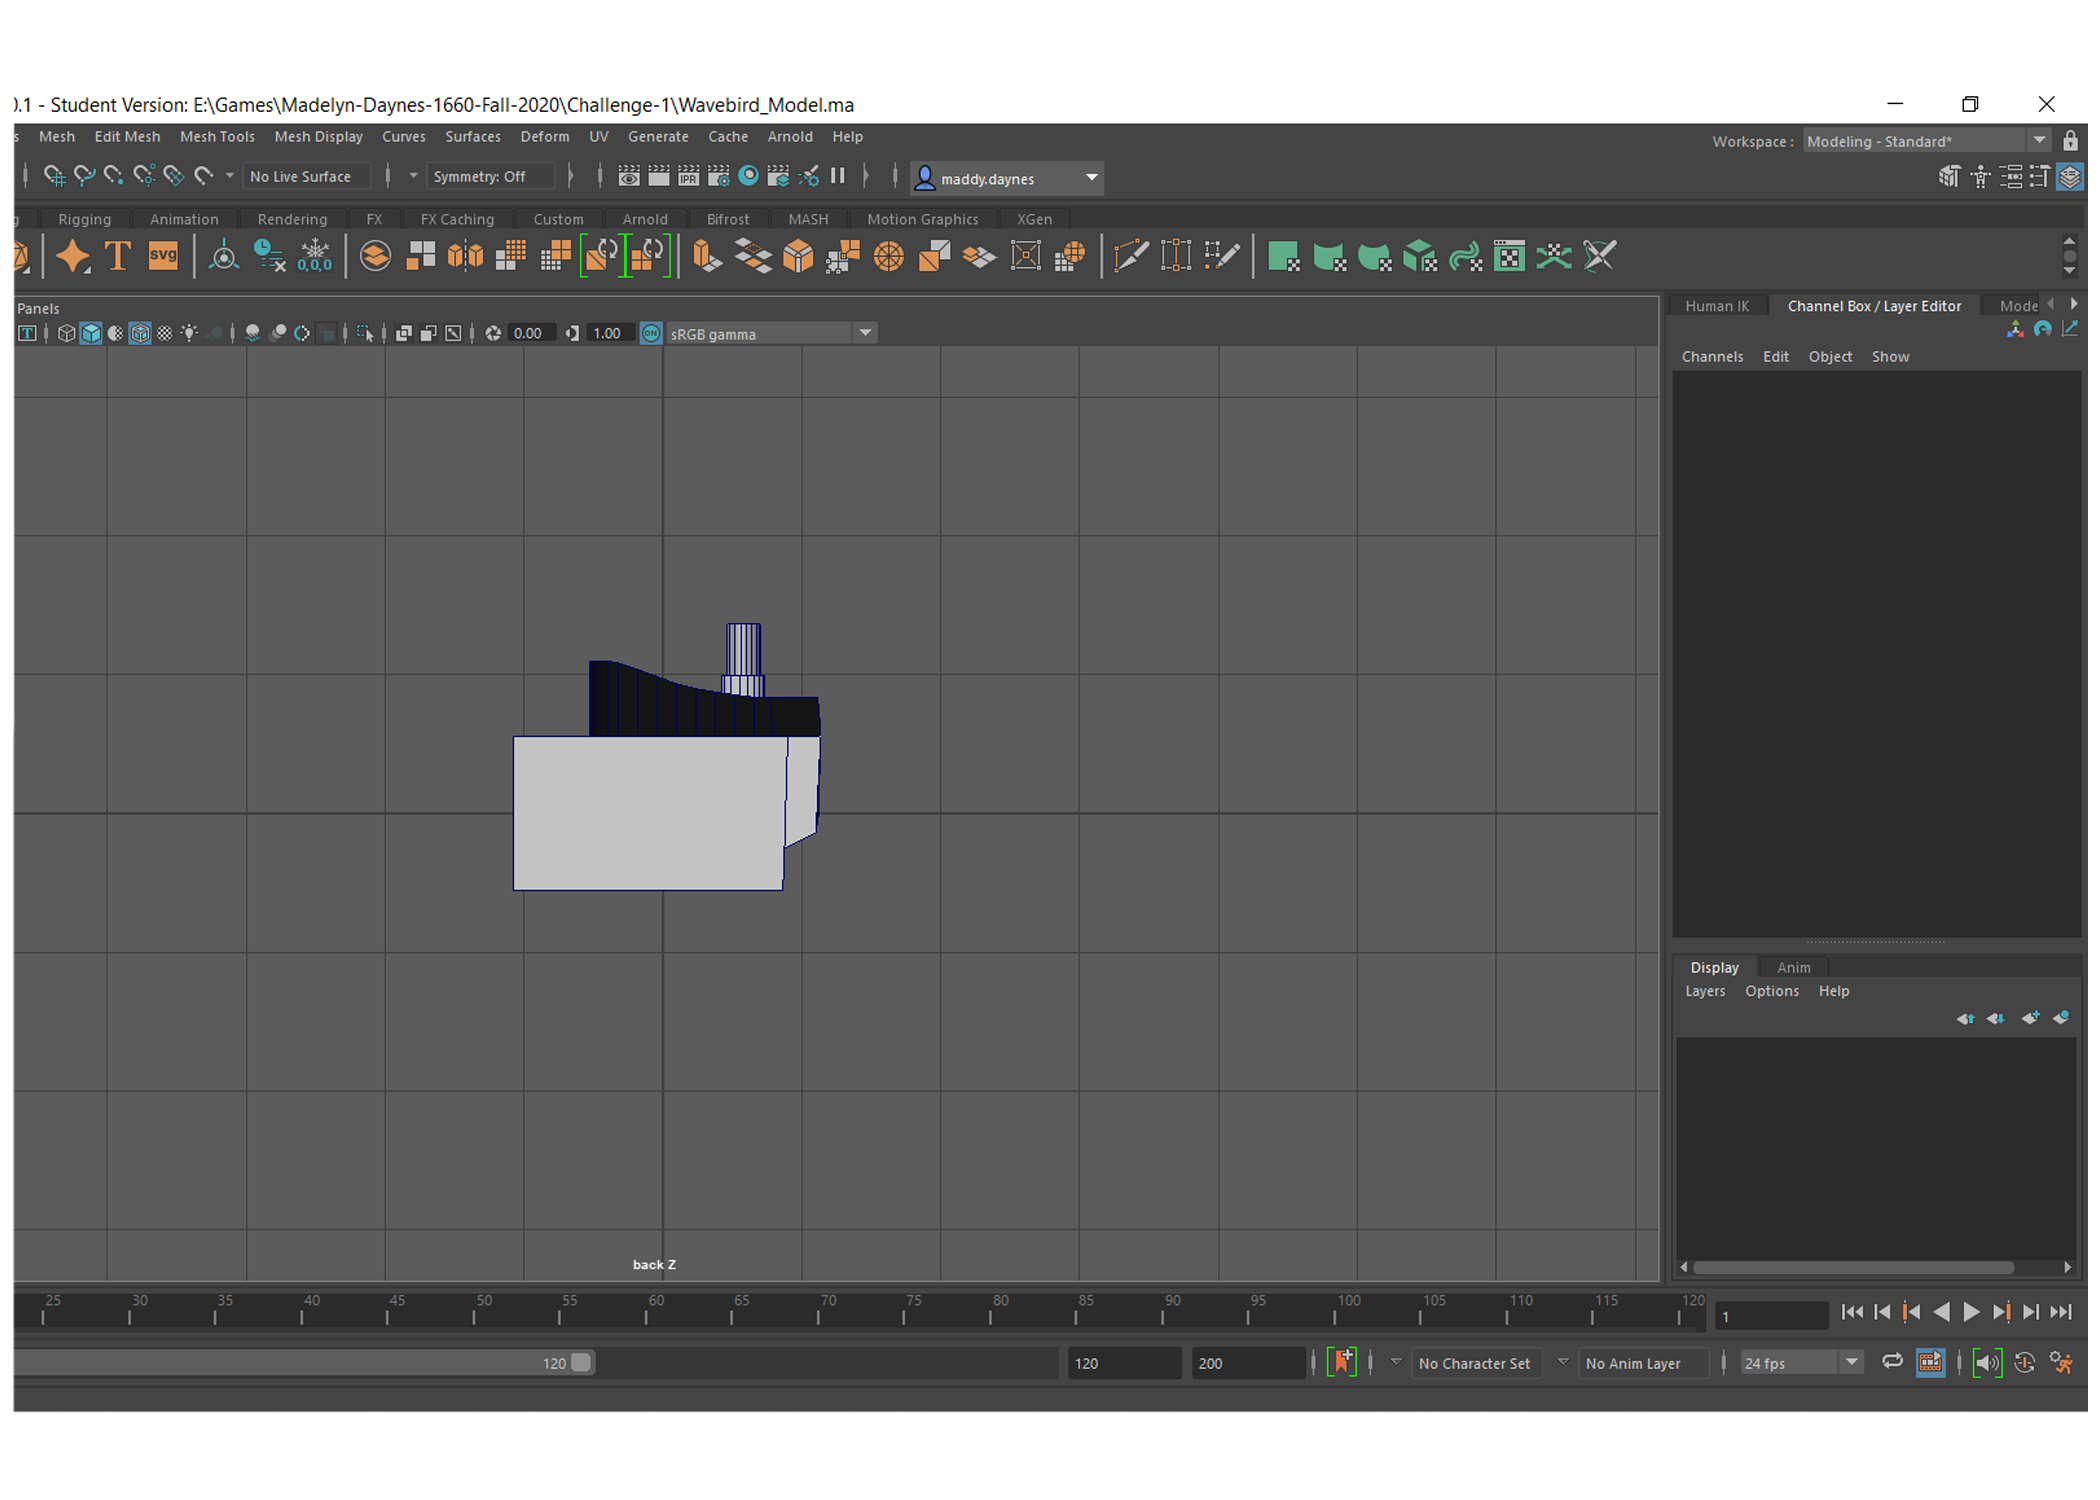 ).1 - Student Version: E:\Games\Madelyn-Daynes-1660-Fall-2020\Challenge-1\Wavebird_Model.ma
s Mesh Edit Mesh Mesh Tools Mesh Display Curves Surfaces Deform UV Generate Cache Arnold Help
Workspace : Modeling - Standard*
No Live Surface Symmetry: Off IPR maddy.daynes
g Rigging Animation Rendering FX FX Caching Custom Arnold Bifrost MASH Motion Graphics XGen
T SVG 0,0,0
Panels
Human IK Channel Box / Layer Editor Mode
T 0.00 1.00 ON sRGB gamma
Channels Edit Object Show
Display Anim
Layers Options Help
back Z
25 30 35 40 45 50 55 60 65 70 75 80 85 90 95 100 105 110 115 120
1
120 120 200 No Character Set No Anim Layer 24 fps